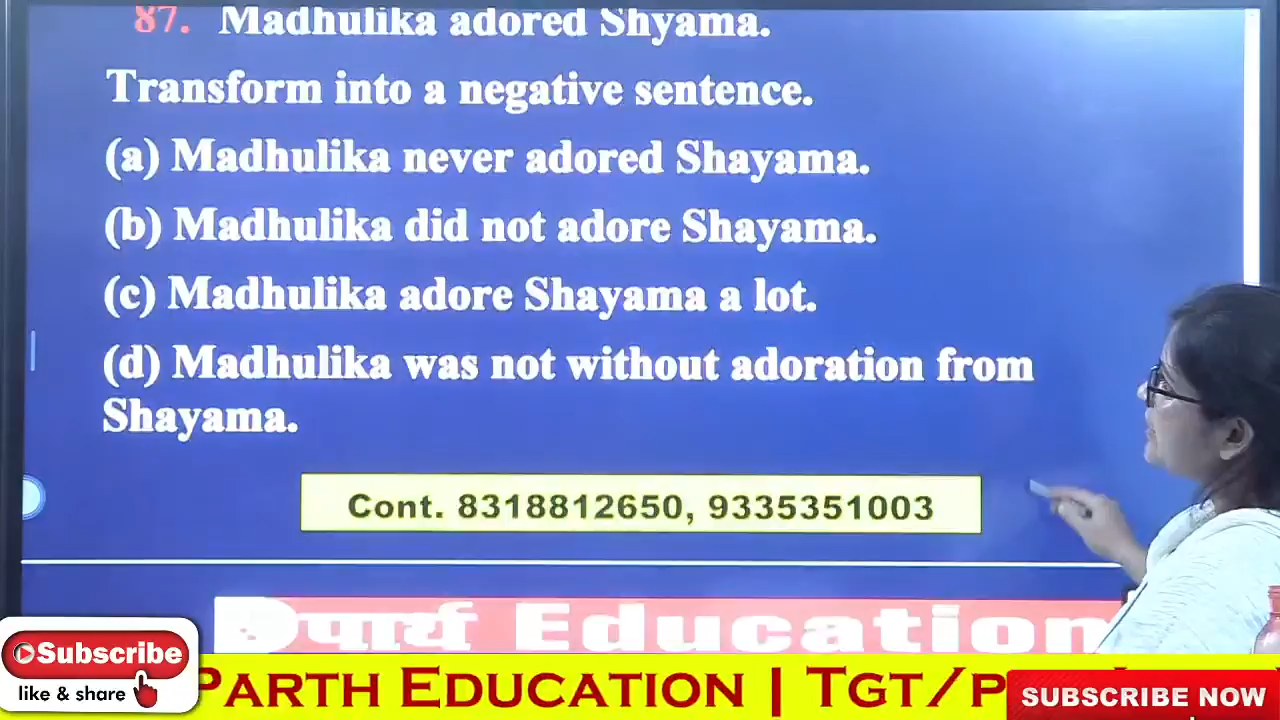 87. Madhulika adored Shyama.
Transform into a negative sentence.
(a) Madhulika never adored Shayama.
(b) Madhulika did not adore Shayama.
(c) Madhulika adore Shayama a lot.
(d) Madhulika was not without adoration from
Shayama.
Cont. 8318812650, 9335351003
पार्थ Education
Subscribe
like & share
PARTH EDUCATION | TGT/P
SUBSCRIBE NOW